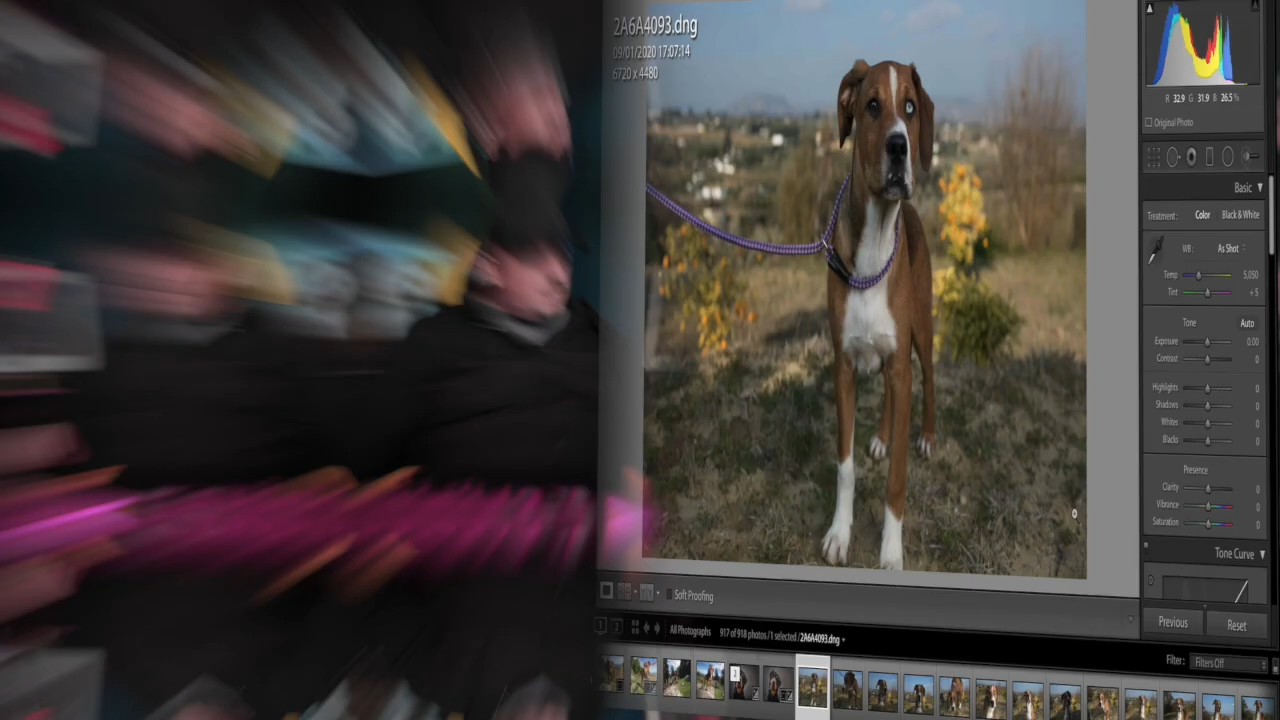 2A6A4093.dng
09/01/2020 17:07:14
6720 x 4480
R 32.9 G 31.9 B 26.5 %
Original Photo
Basic
Treatment: Color Black & White
WB: As Shot
Temp 5,050
Tint + 5
Tone Auto
Exposure 0.00
Contrast 0
Highlights 0
Shadows 0
Whites 0
Blacks 0
Presence
Clarity 0
Vibrance 0
Saturation 0
Tone Curve
Soft Proofing
Previous Reset
1 2 All Photographs 917 of 918 photos / 1 selected / 2A6A4093.dng
Filter: Filters Off